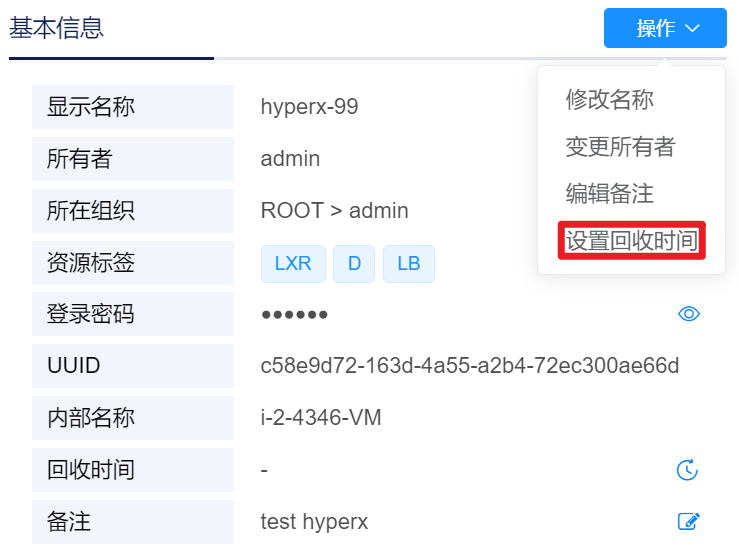 基本信息
操作
修改名称
变更所有者
编辑备注
设置回收时间
显示名称 hyperx-99
所有者 admin
所在组织 ROOT > admin
资源标签 LXR D LB
登录密码 ●●●●●●
UUID c58e9d72-163d-4a55-a2b4-72ec300ae66d
内部名称 i-2-4346-VM
回收时间 -
备注 test hyperx